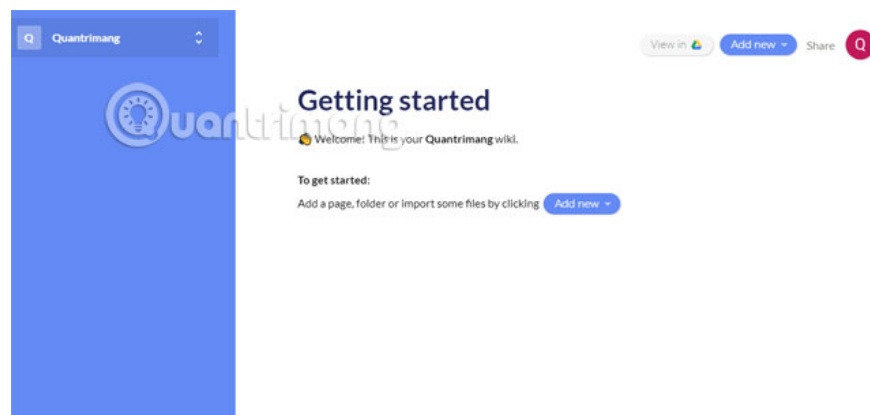 Q Quantrimang
View in Add new Share Q
Quantrimang
Getting started
Welcome! This is your Quantrimang wiki.
To get started:
Add a page, folder or import some files by clicking Add new